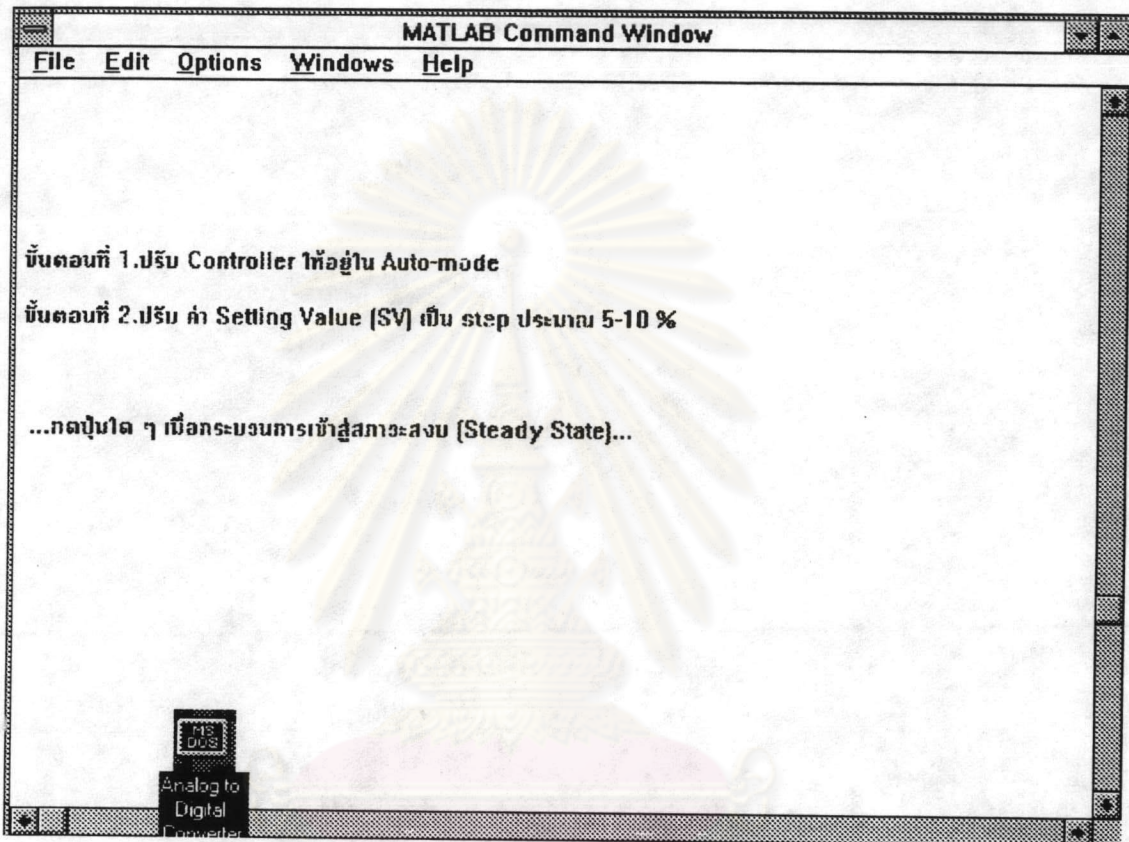 MATLAB Command Window
File Edit Options Windows Help
ขั้นตอนที่ 1.ปรับ Controller ให้อยู่ใน Auto-mode
ขั้นตอนที่ 2.ปรับ ค่า Setting Value (SV) เป็น step ประมาณ 5-10 %
...กดปุ่มใด ๆ เมื่อกระบวนการเข้าสู่สภาวะสงบ (Steady State)...
MS
DOS
Analog to
Digital
Converter